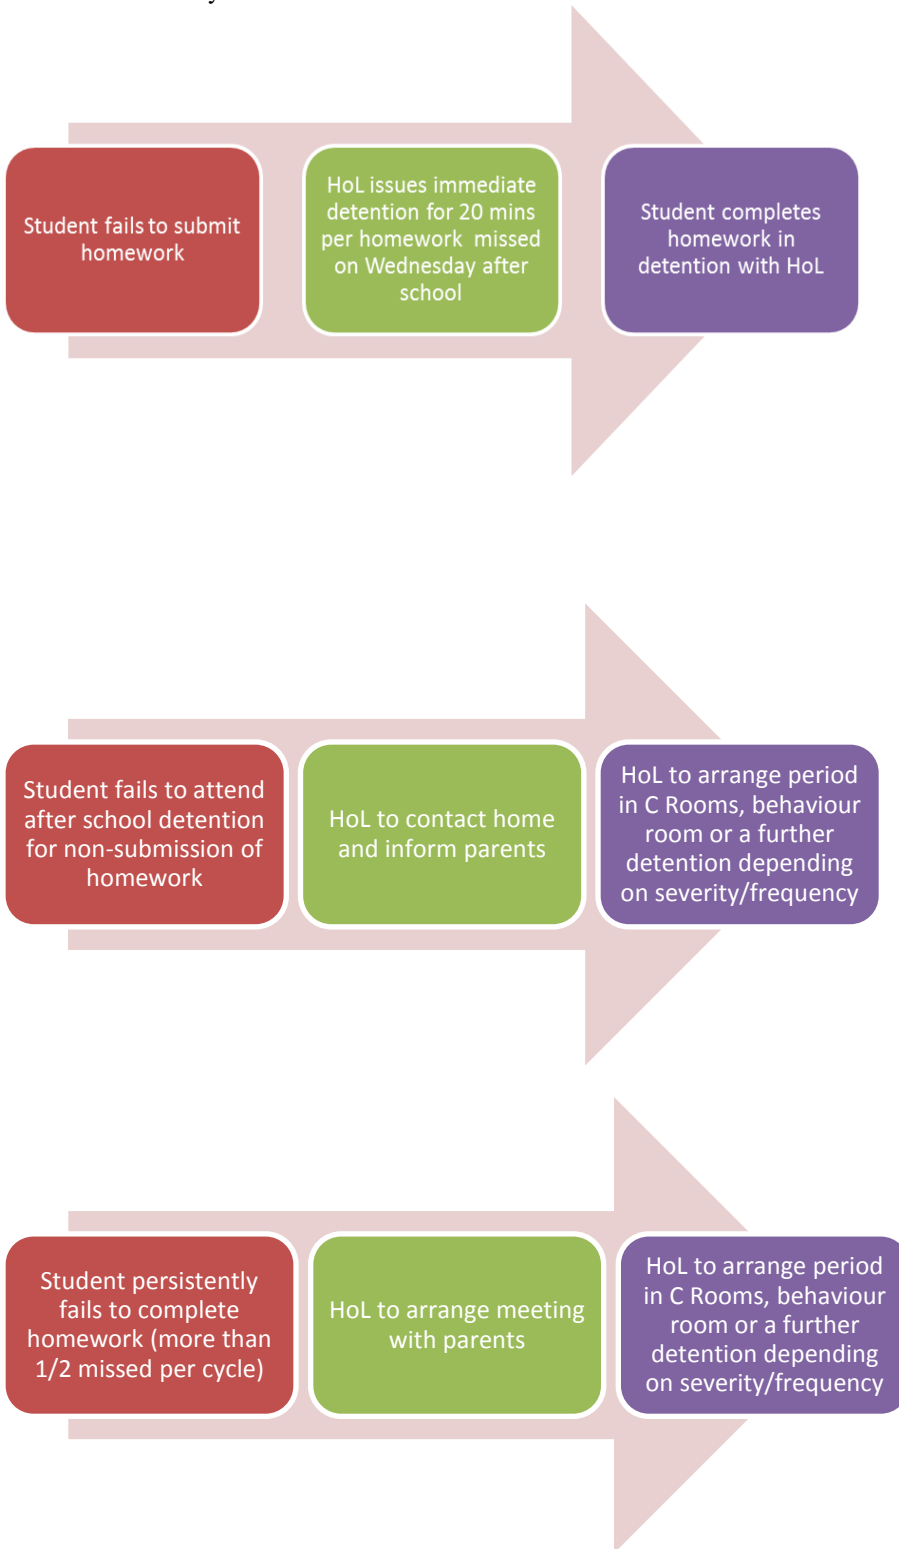 Student fails to submit
homework
HoL issues immediate
detention for 20 mins
per homework missed
on Wednesday after
school
Student completes
homework in
detention with HoL
Student fails to attend
after school detention
for non-submission of
homework
HoL to contact home
and inform parents
HoL to arrange period
in C Rooms, behaviour
room or a further
detention depending
on severity/frequency
Student persistently
fails to complete
homework (more than
1/2 missed per cycle)
HoL to arrange meeting
with parents
HoL to arrange period
in C Rooms, behaviour
room or a further
detention depending
on severity/frequency